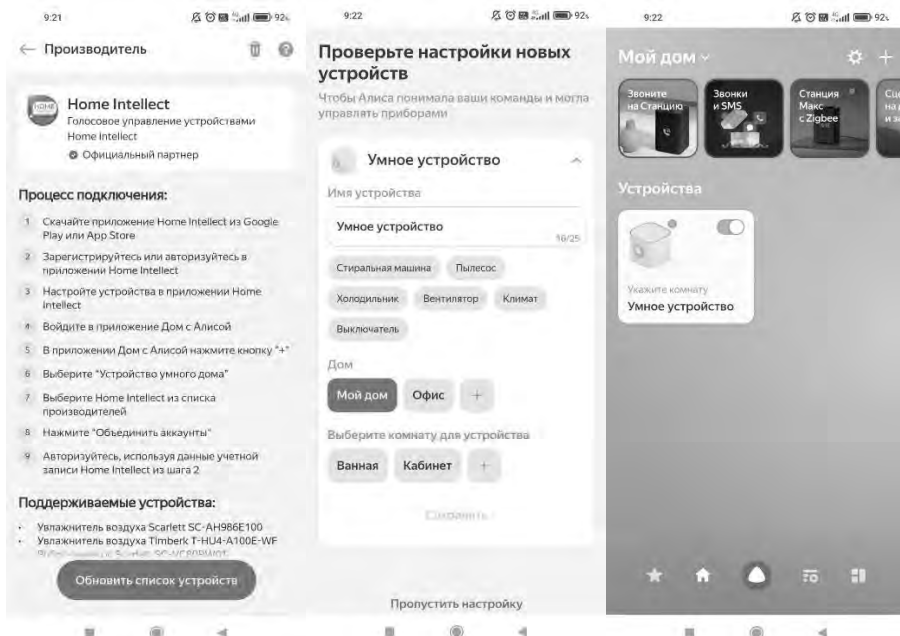 9:21
92%
Производитель
Home Intellect
Голосовое управление устройствами
Home Intellect
Официальный партнер
Процесс подключения:
1 Скачайте приложение Home Intellect из Google
Play или App Store
2 Зарегистрируйтесь или авторизуйтесь в
приложении Home Intellect
3 Настройте устройства в приложении Home
Intellect
4 Войдите в приложение Дом с Алисой
5 В приложении Дом с Алисой нажмите кнопку "+"
6 Выберите "Устройство умного дома"
7 Выберите Home Intellect из списка
производителей
8 Нажмите "Объединить аккаунты"
9 Авторизуйтесь, используя данные учетной
записи Home Intellect из шага 2
Поддерживаемые устройства:
• Увлажнитель воздуха Scarlett SC-AH986E100
• Увлажнитель воздуха Timberk T-HU4-A100E-WF
Обновить список устройств
9:22
92%
Проверьте настройки новых
устройств
Чтобы Алиса понимала ваши команды и могла
управлять приборами
Умное устройство
Имя устройства
Умное устройство
16/25
Стиральная машина Пылесос
Холодильник Вентилятор Климат
Выключатель
Дом
Мой дом Офис +
Выберите комнату для устройства
Ванная Кабинет +
Сохранить
Пропустить настройку
9:22
92%
Мой дом
Звоните
на Станцию
Звонки
и SMS
Станция
Макс
с Zigbee
Устройства
Укажите комнату
Умное устройство